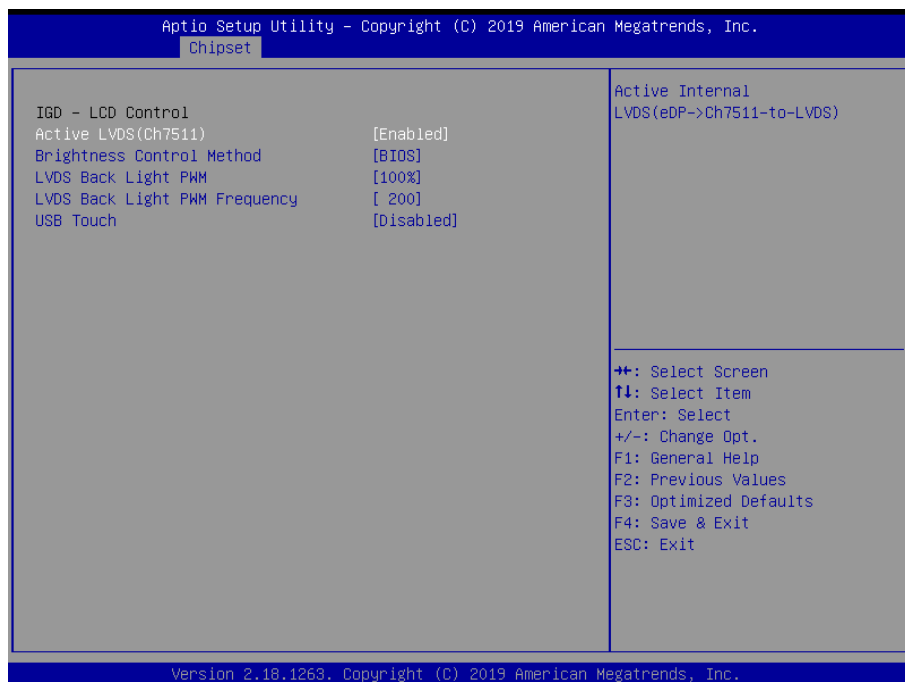 Aptio Setup Utility – Copyright (C) 2019 American Megatrends, Inc.
Chipset
IGD – LCD Control
Active LVDS(Ch7511) [Enabled]
Brightness Control Method [BIOS]
LVDS Back Light PWM [100%]
LVDS Back Light PWM Frequency [ 200]
USB Touch [Disabled]
Active Internal
LVDS(eDP->Ch7511-to-LVDS)
→←: Select Screen
↑↓: Select Item
Enter: Select
+/-: Change Opt.
F1: General Help
F2: Previous Values
F3: Optimized Defaults
F4: Save & Exit
ESC: Exit
Version 2.18.1263. Copyright (C) 2019 American Megatrends, Inc.